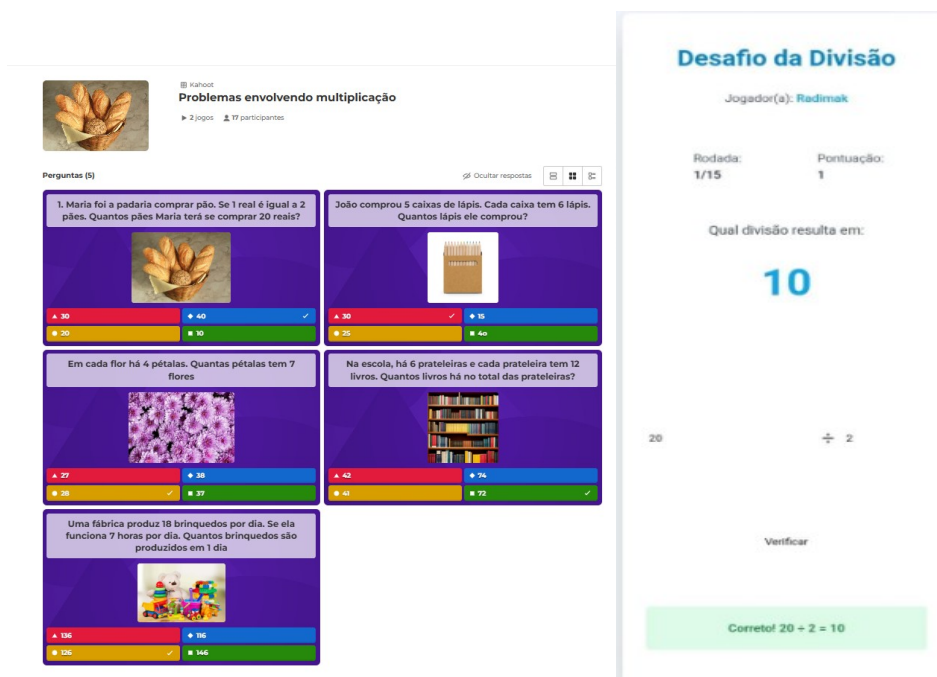 Kahoot
Problemas envolvendo multiplicação
2 jogos 17 participantes
Perguntas (5)
Ocultar respostas
1. Maria foi a padaria comprar pão. Se 1 real é igual a 2
pães. Quantos pães Maria terá se comprar 20 reais?
30
40
20
10
João comprou 5 caixas de lápis. Cada caixa tem 6 lápis.
Quantos lápis ele comprou?
30
15
25
4o
Em cada flor há 4 pétalas. Quantas pétalas tem 7
flores
27
38
28
37
Na escola, há 6 prateleiras e cada prateleira tem 12
livros. Quantos livros há no total das prateleiras?
42
74
41
72
Uma fábrica produz 18 brinquedos por dia. Se ela
funciona 7 horas por dia. Quantos brinquedos são
produzidos em 1 dia
136
116
126
146
Desafio da Divisão
Jogador(a): Radimak
Rodada: Pontuação:
1/15 1
Qual divisão resulta em:
10
20 ÷ 2
Verificar
Correto! 20 ÷ 2 = 10